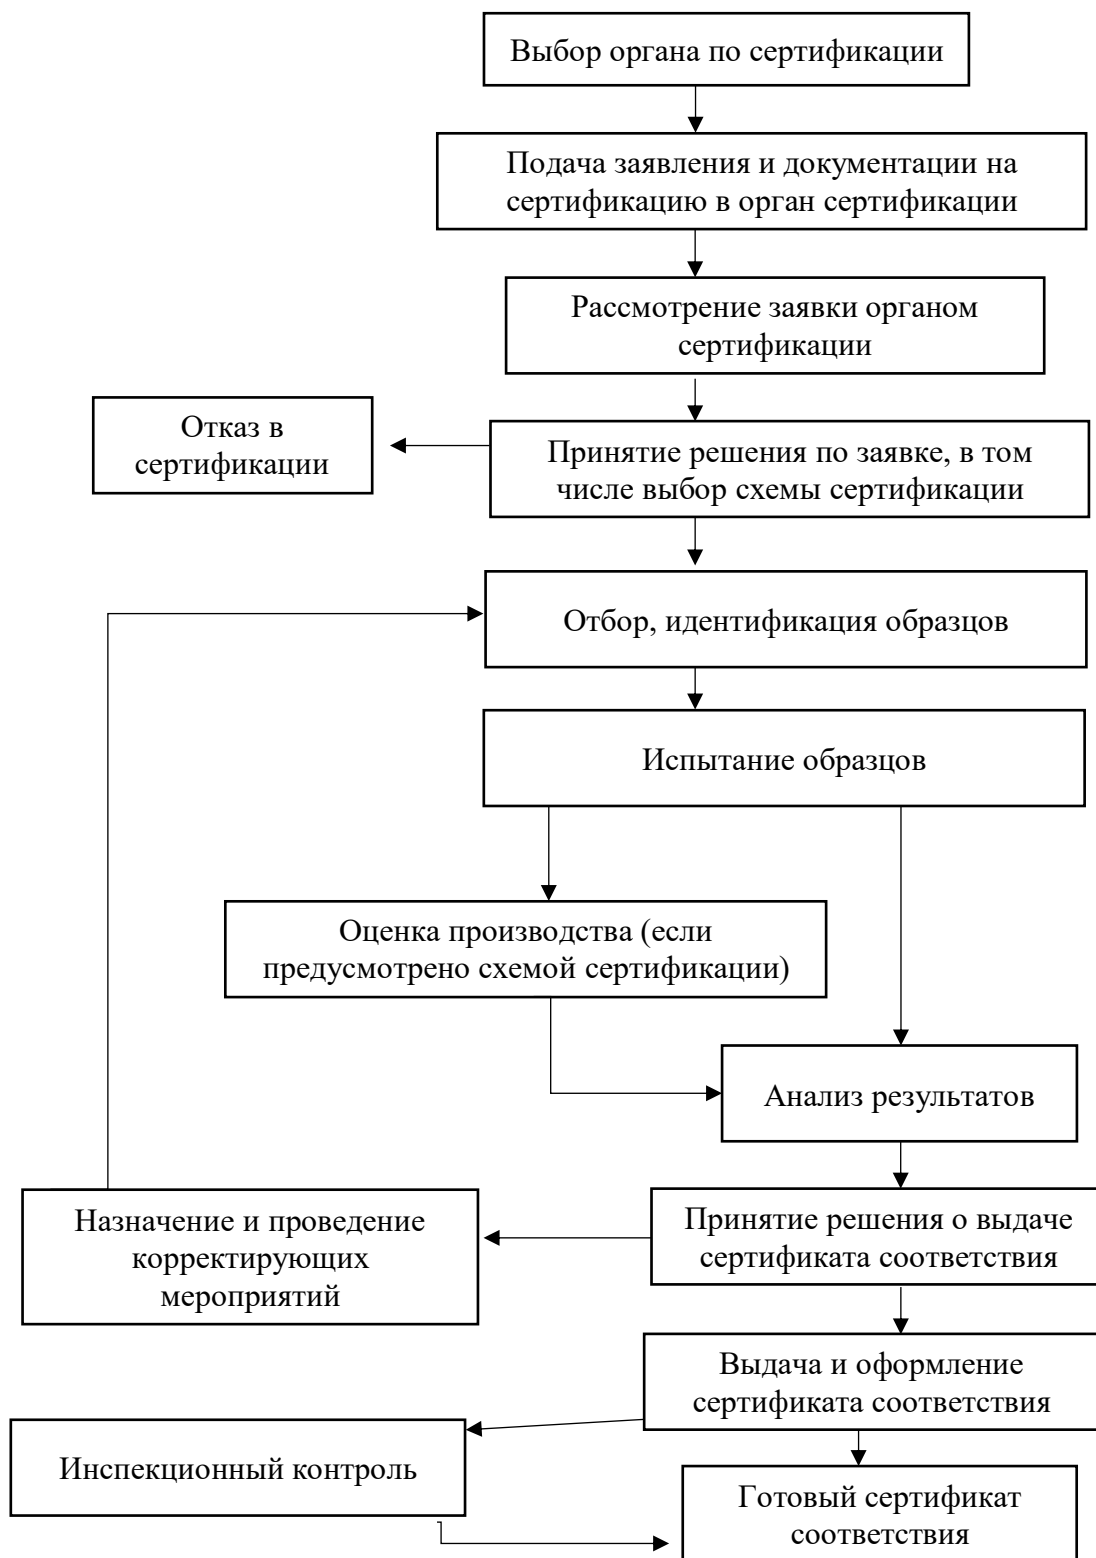 Выбор органа по сертификации
Подача заявления и документации на
сертификацию в орган сертификации
Рассмотрение заявки органом
сертификации
Отказ в
сертификации
Принятие решения по заявке, в том
числе выбор схемы сертификации
Отбор, идентификация образцов
Испытание образцов
Оценка производства (если
предусмотрено схемой сертификации)
Анализ результатов
Назначение и проведение
корректирующих
мероприятий
Принятие решения о выдаче
сертификата соответствия
Выдача и оформление
сертификата соответствия
Инспекционный контроль
Готовый сертификат
соответствия